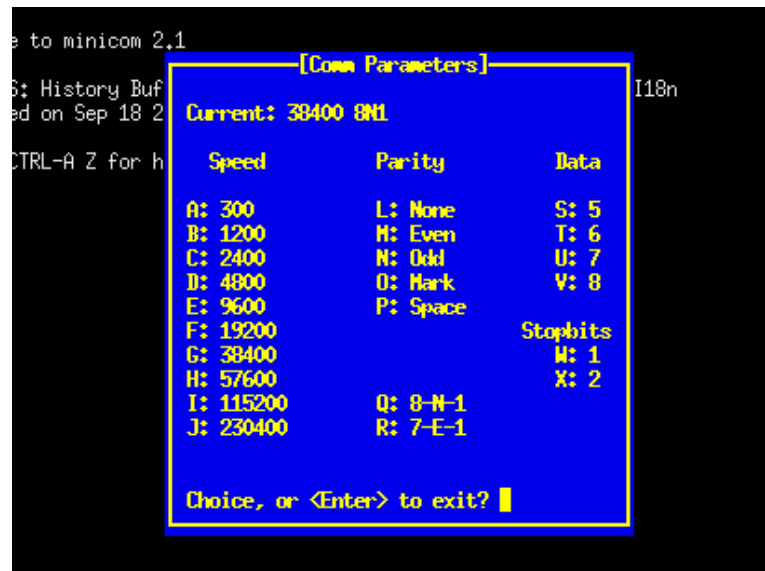 e to minicom 2.1
[Comm Parameters]
S: History Buf I18n
ed on Sep 18 2
Current: 38400 8N1
CTRL-A Z for h
Speed Parity Data
A: 300 L: None S: 5
B: 1200 M: Even T: 6
C: 2400 N: Odd U: 7
D: 4800 O: Mark V: 8
E: 9600 P: Space
F: 19200 Stopbits
G: 38400 W: 1
H: 57600 X: 2
I: 115200 Q: 8-N-1
J: 230400 R: 7-E-1
Choice, or <Enter> to exit?